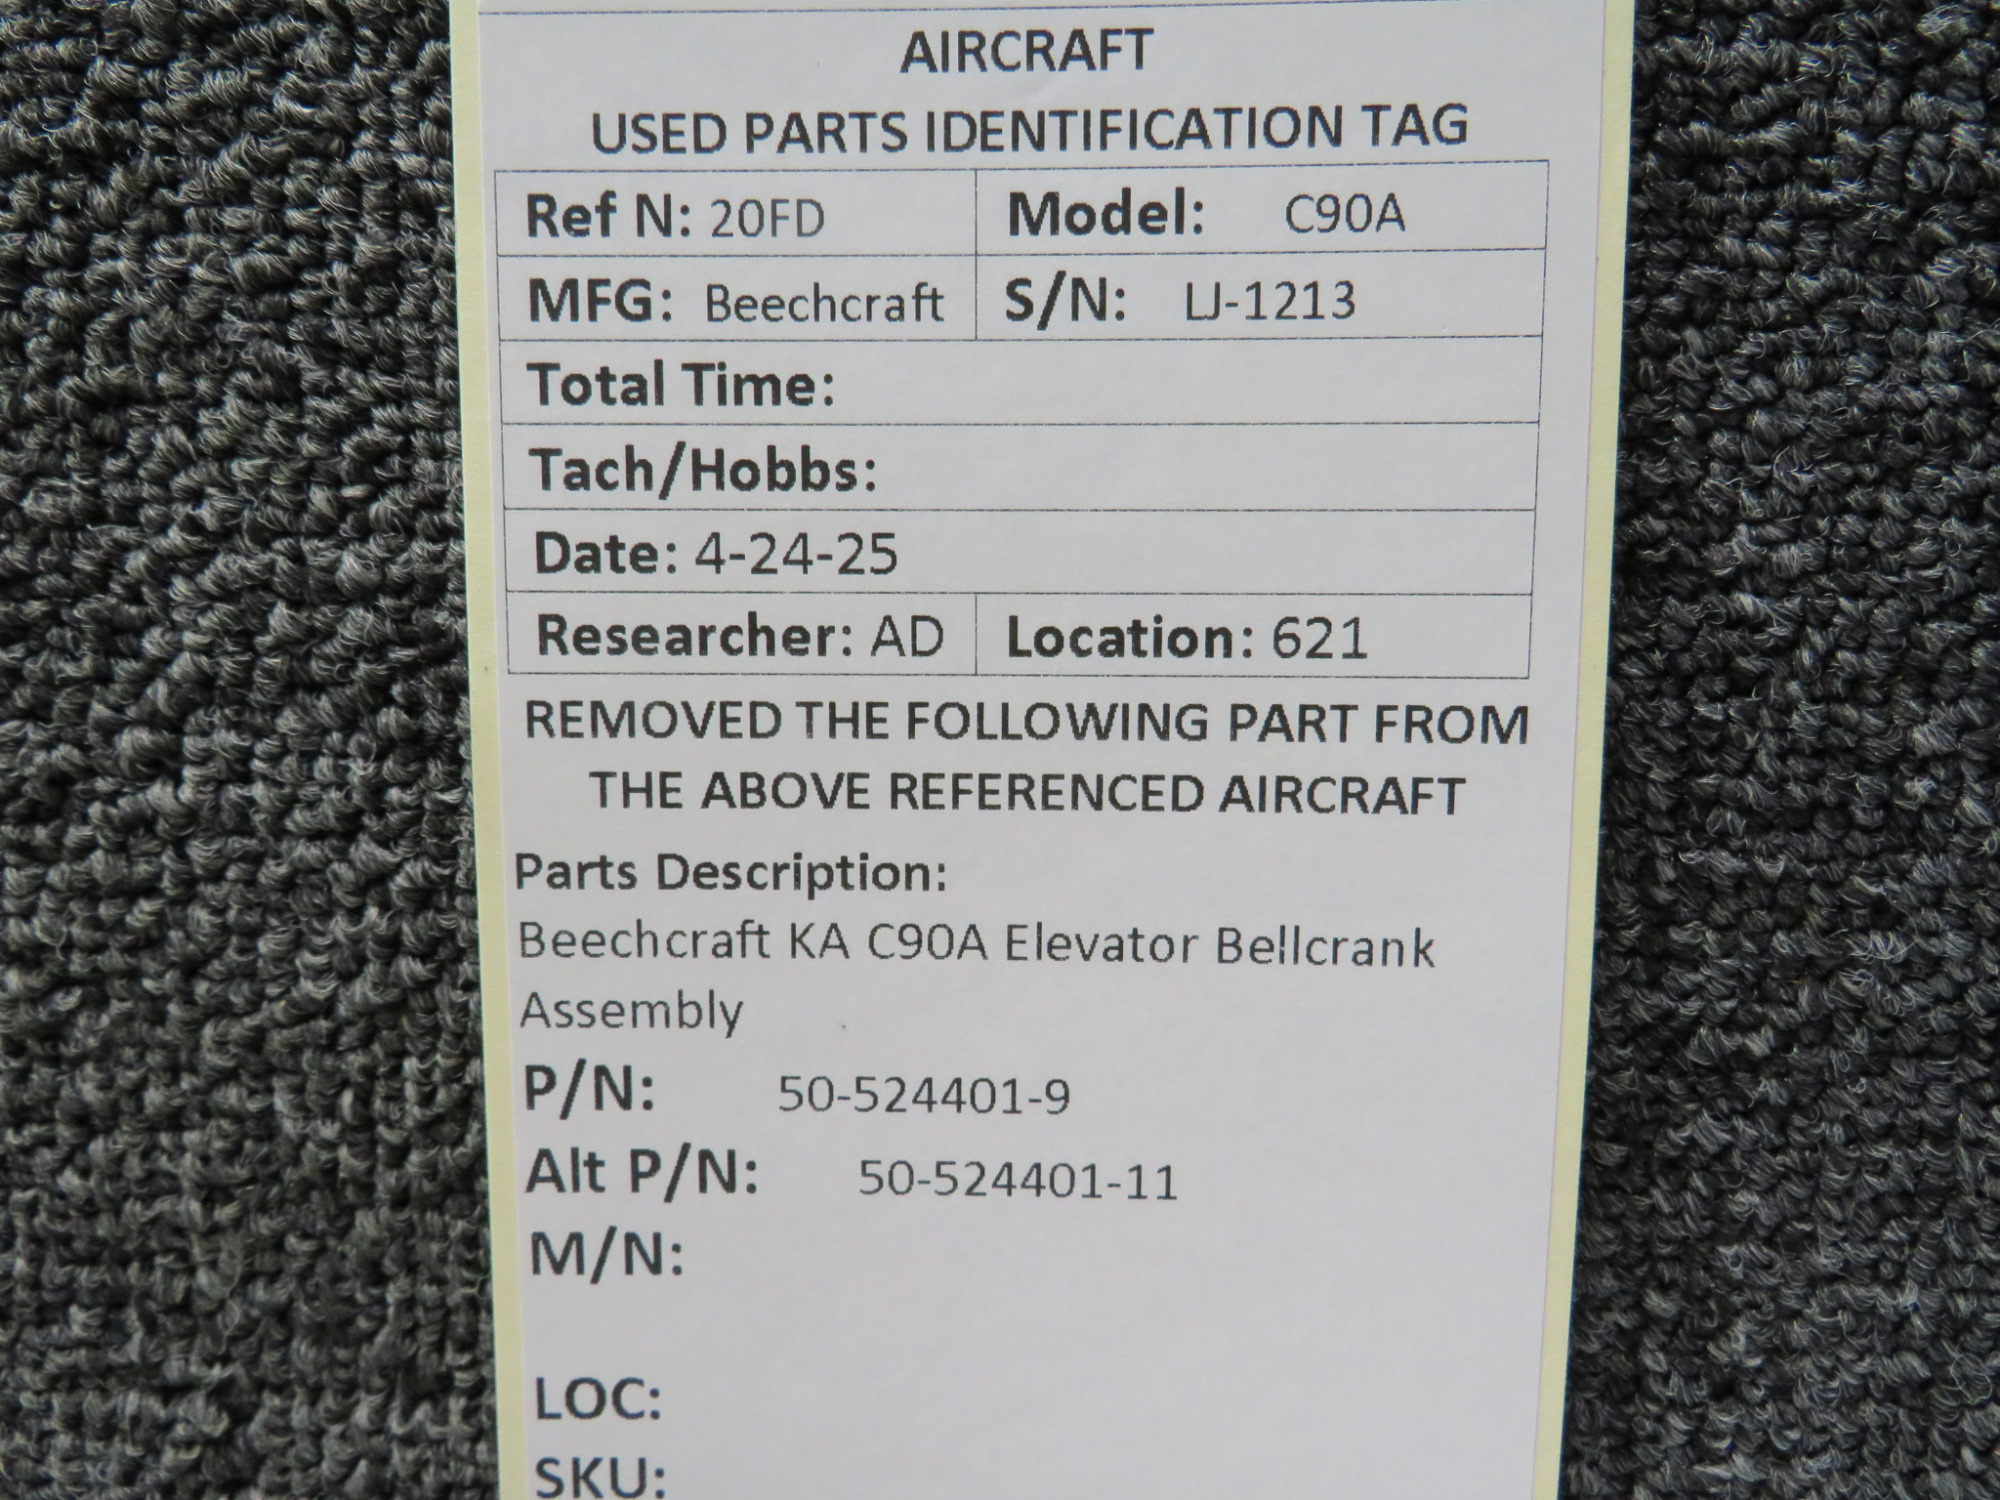 AIRCRAFT
USED PARTS IDENTIFICATION TAG
Ref N: 20FD Model: C90A
MFG: Beechcraft S/N: LJ-1213
Total Time:
Tach/Hobbs:
Date: 4-24-25
Researcher: AD Location: 621
REMOVED THE FOLLOWING PART FROM
THE ABOVE REFERENCED AIRCRAFT
Parts Description:
Beechcraft KA C90A Elevator Bellcrank
Assembly
P/N: 50-524401-9
Alt P/N: 50-524401-11
M/N:
LOC:
SKU: